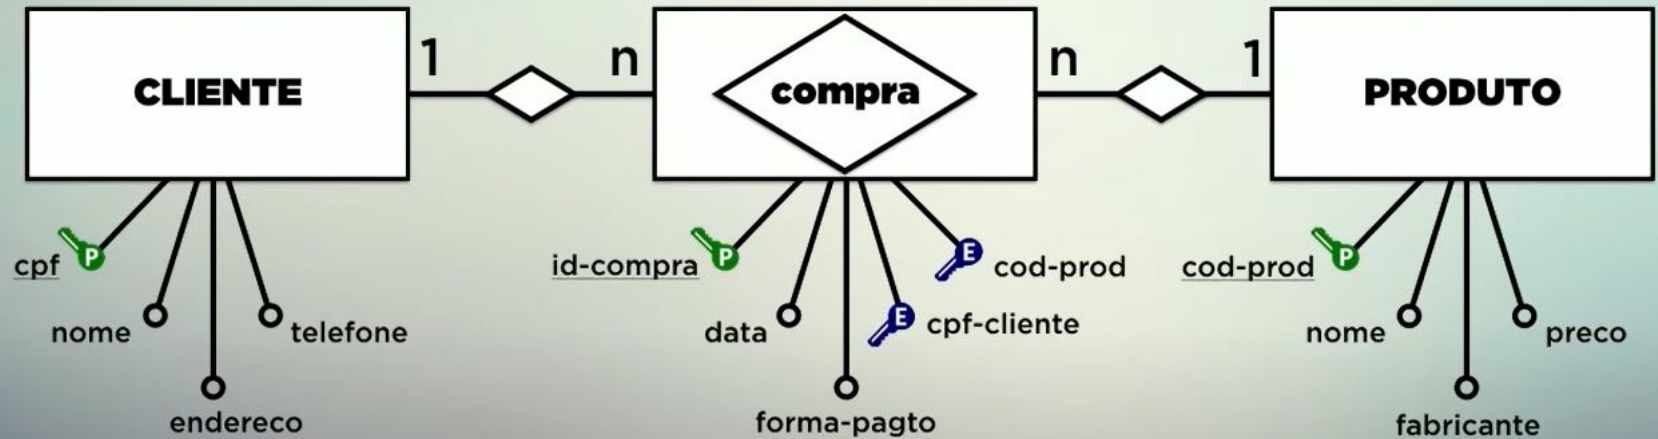 CLIENTE
1
n
compra
n
1
PRODUTO
P
cpf
nome
endereco
telefone
P
id-compra
data
forma-pagto
E
cpf-cliente
E
cod-prod
P
cod-prod
nome
fabricante
preco